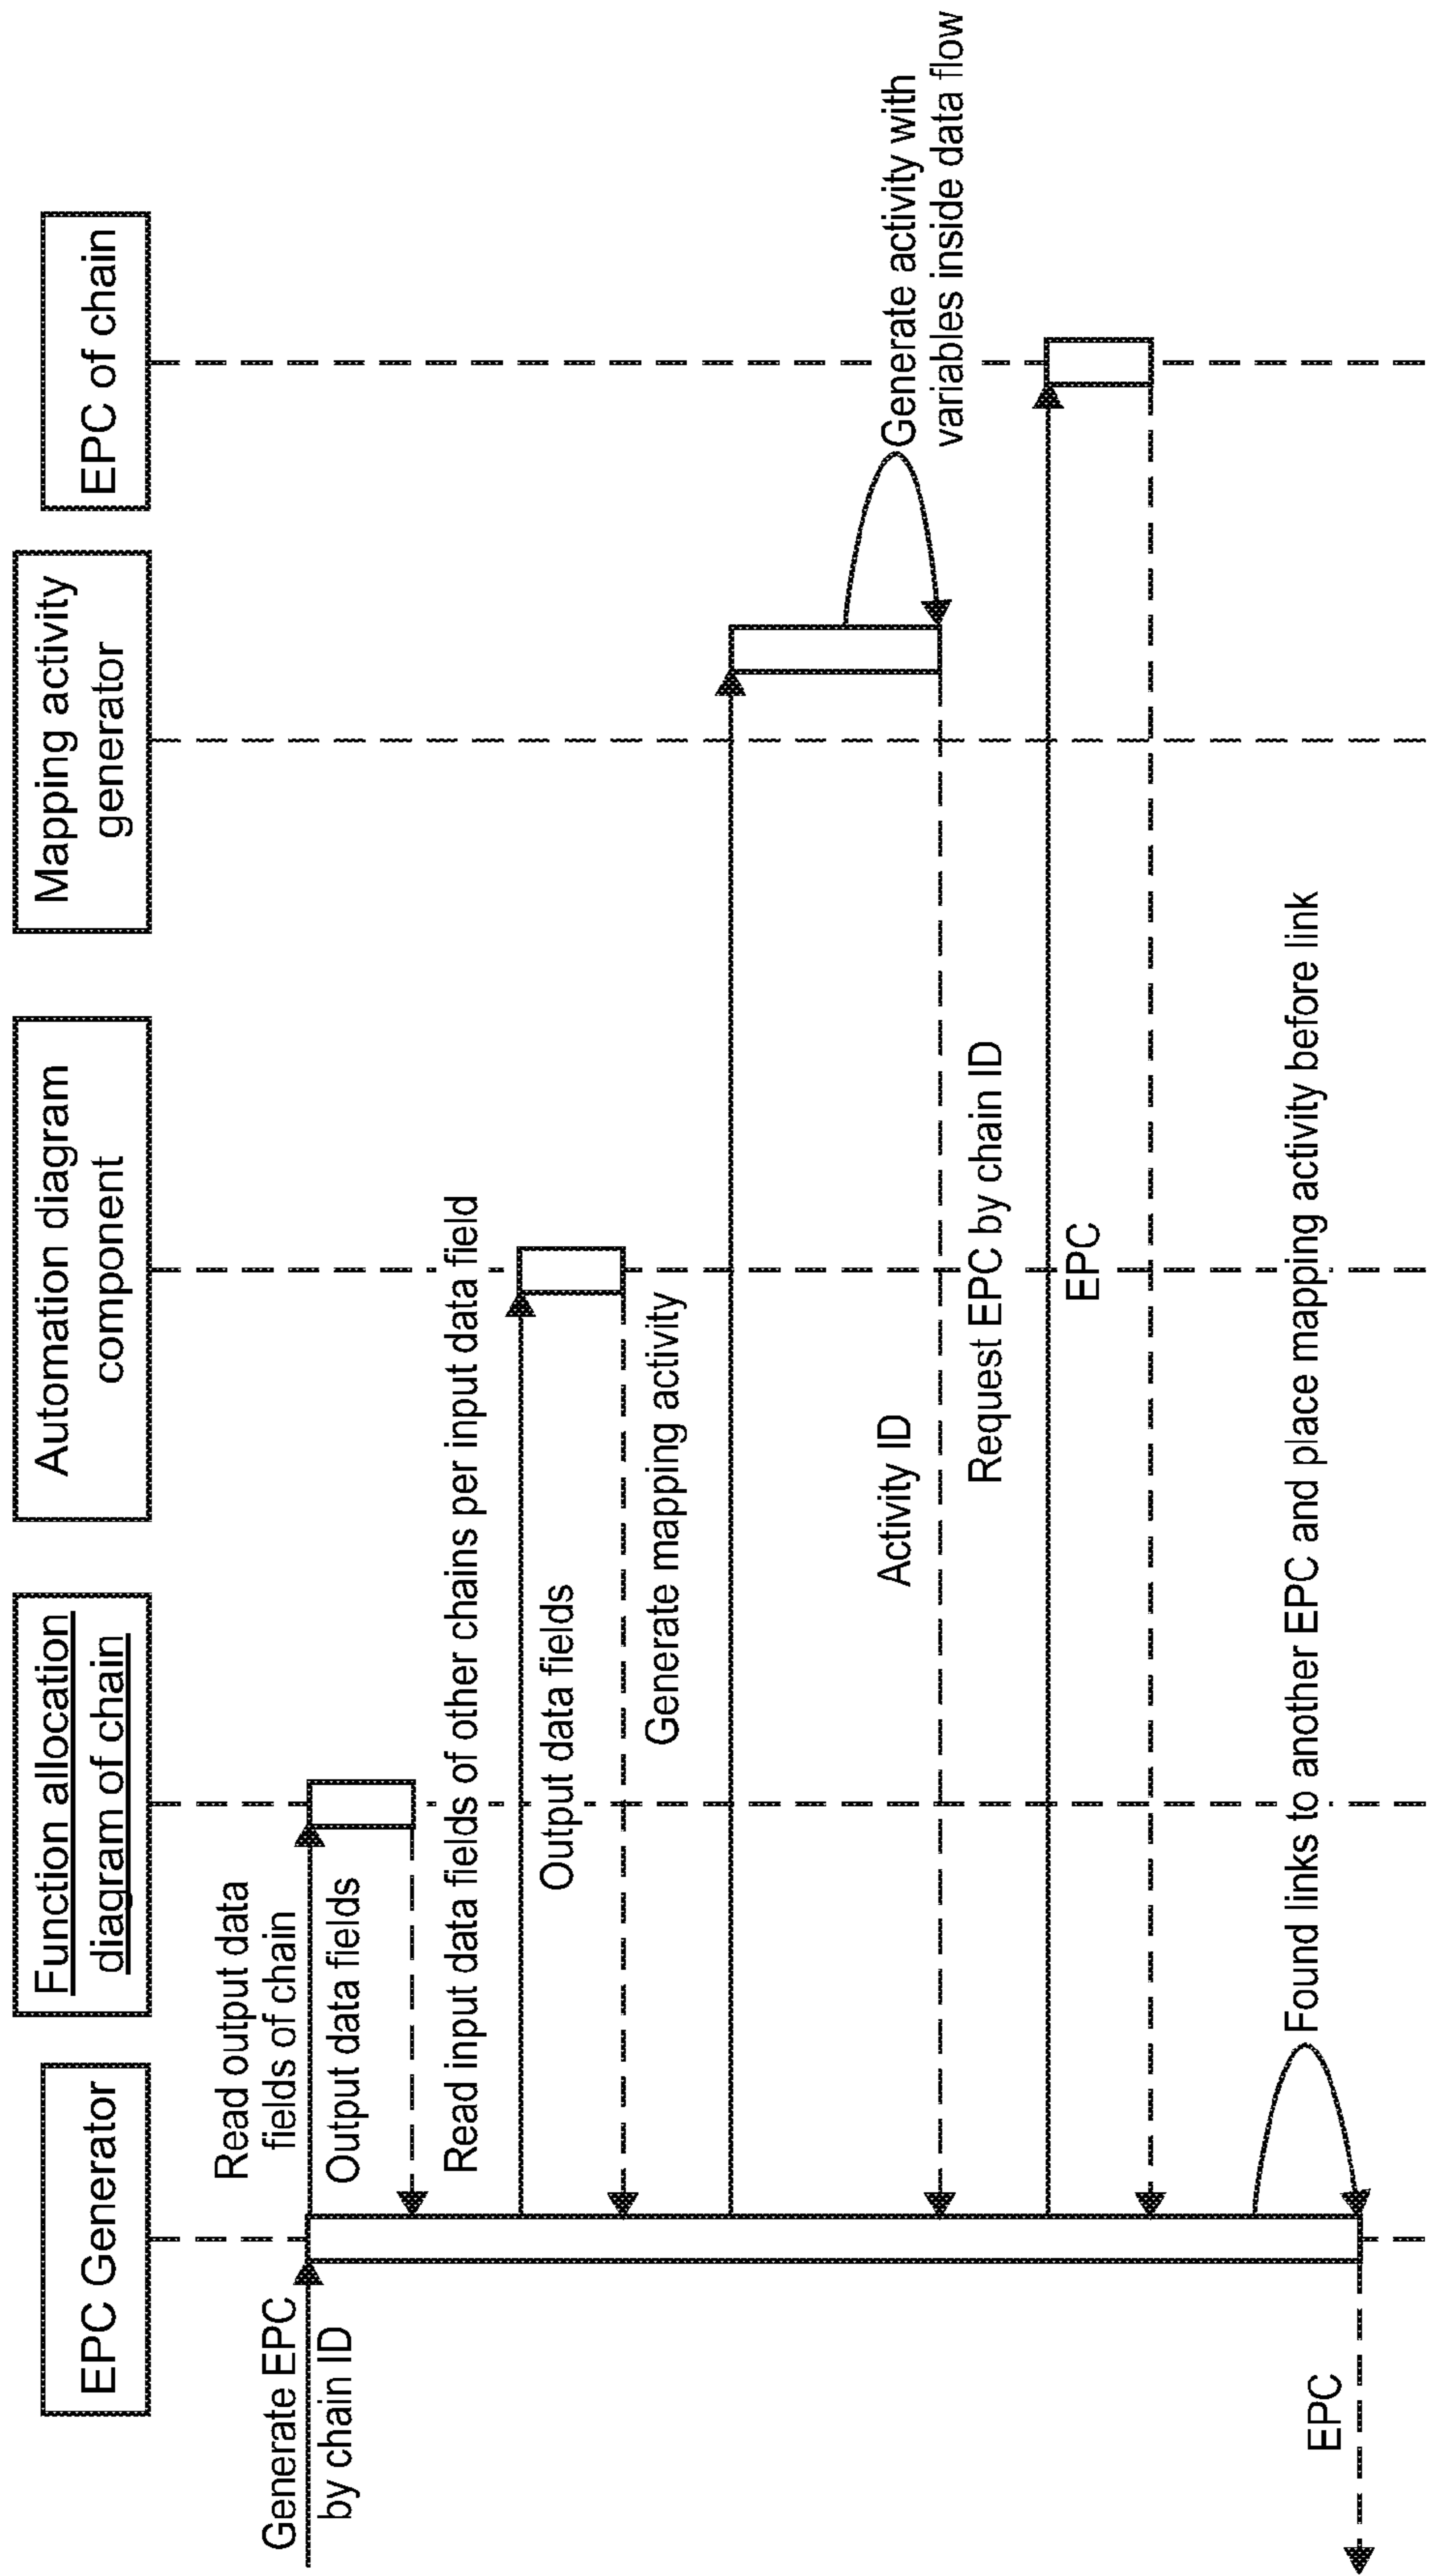 EPC Generator
Function allocation
diagram of chain
Automation diagram
component
Mapping activity
generator
EPC of chain
Generate EPC
by chain ID
Read output data
fields of chain
Output data fields
Read input data fields of other chains per input data field
Output data fields
Generate mapping activity
Generate activity with
variables inside data flow
Activity ID
Request EPC by chain ID
EPC
Found links to another EPC and place mapping activity before link
EPC